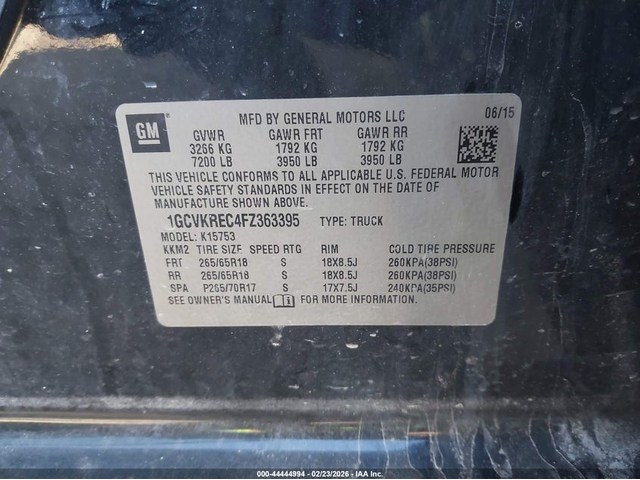 GM
MFD BY GENERAL MOTORS LLC 06/15
GVWR GAWR FRT GAWR RR
3266 KG 1792 KG 1792 KG
7200 LB 3950 LB 3950 LB
THIS VEHICLE CONFORMS TO ALL APPLICABLE U.S. FEDERAL MOTOR
VEHICLE SAFETY STANDARDS IN EFFECT ON THE DATE OF
MANUFACTURE SHOWN ABOVE.
1GCVKREC4FZ363395 TYPE: TRUCK
MODEL: K15753
KKM2 TIRE SIZE SPEED RTG RIM COLD TIRE PRESSURE
FRT 265/65R18 S 18X8.5J 260KPA(38PSI)
RR 265/65R18 S 18X8.5J 260KPA(38PSI)
SPA P265/70R17 S 17X7.5J 240KPA(35PSI)
SEE OWNER'S MANUAL FOR MORE INFORMATION.
000-44444994 | 02/23/2026 | IAA Inc.